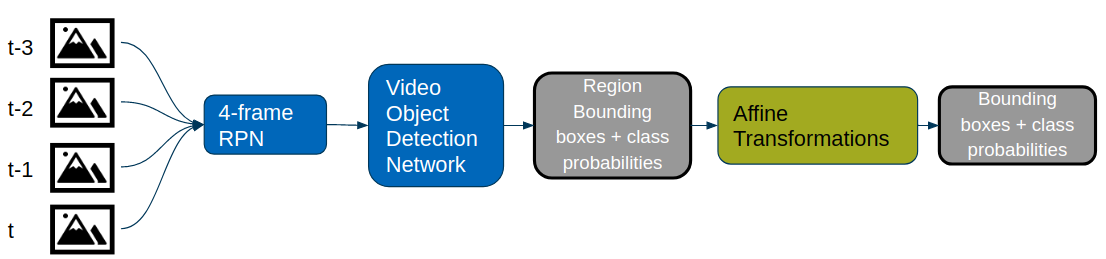 t-3
t-2
t-1
t
4-frame
RPN
Video
Object
Detection
Network
Region
Bounding
boxes + class
probabilities
Affine
Transformations
Bounding
boxes + class
probabilities